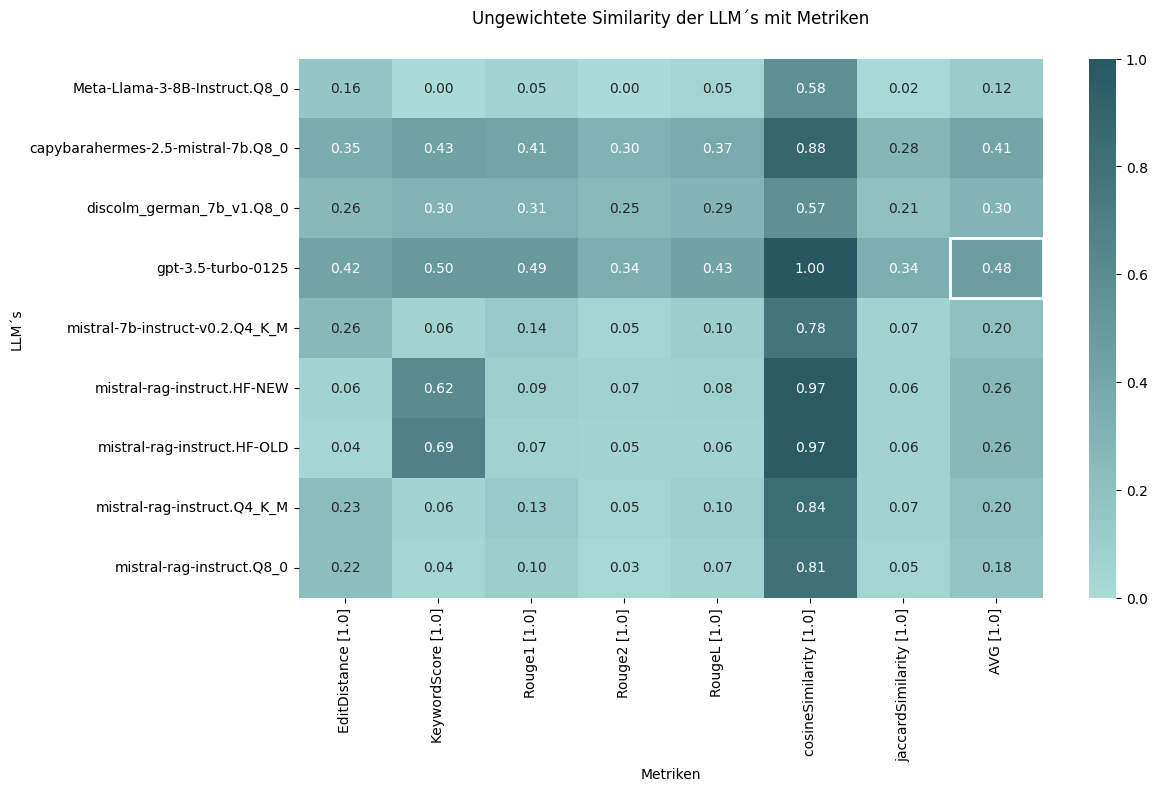 Ungewichtete Similarity der LLM´s mit Metriken
LLM´s
Meta-Llama-3-8B-Instruct.Q8_0 0.16 0.00 0.05 0.00 0.05 0.58 0.02 0.12
capybarahermes-2.5-mistral-7b.Q8_0 0.35 0.43 0.41 0.30 0.37 0.88 0.28 0.41
discolm_german_7b_v1.Q8_0 0.26 0.30 0.31 0.25 0.29 0.57 0.21 0.30
gpt-3.5-turbo-0125 0.42 0.50 0.49 0.34 0.43 1.00 0.34 0.48
mistral-7b-instruct-v0.2.Q4_K_M 0.26 0.06 0.14 0.05 0.10 0.78 0.07 0.20
mistral-rag-instruct.HF-NEW 0.06 0.62 0.09 0.07 0.08 0.97 0.06 0.26
mistral-rag-instruct.HF-OLD 0.04 0.69 0.07 0.05 0.06 0.97 0.06 0.26
mistral-rag-instruct.Q4_K_M 0.23 0.06 0.13 0.05 0.10 0.84 0.07 0.20
mistral-rag-instruct.Q8_0 0.22 0.04 0.10 0.03 0.07 0.81 0.05 0.18
EditDistance [1.0]
KeywordScore [1.0]
Rouge1 [1.0]
Rouge2 [1.0]
RougeL [1.0]
cosineSimilarity [1.0]
jaccardSimilarity [1.0]
AVG [1.0]
Metriken
1.0
0.8
0.6
0.4
0.2
0.0